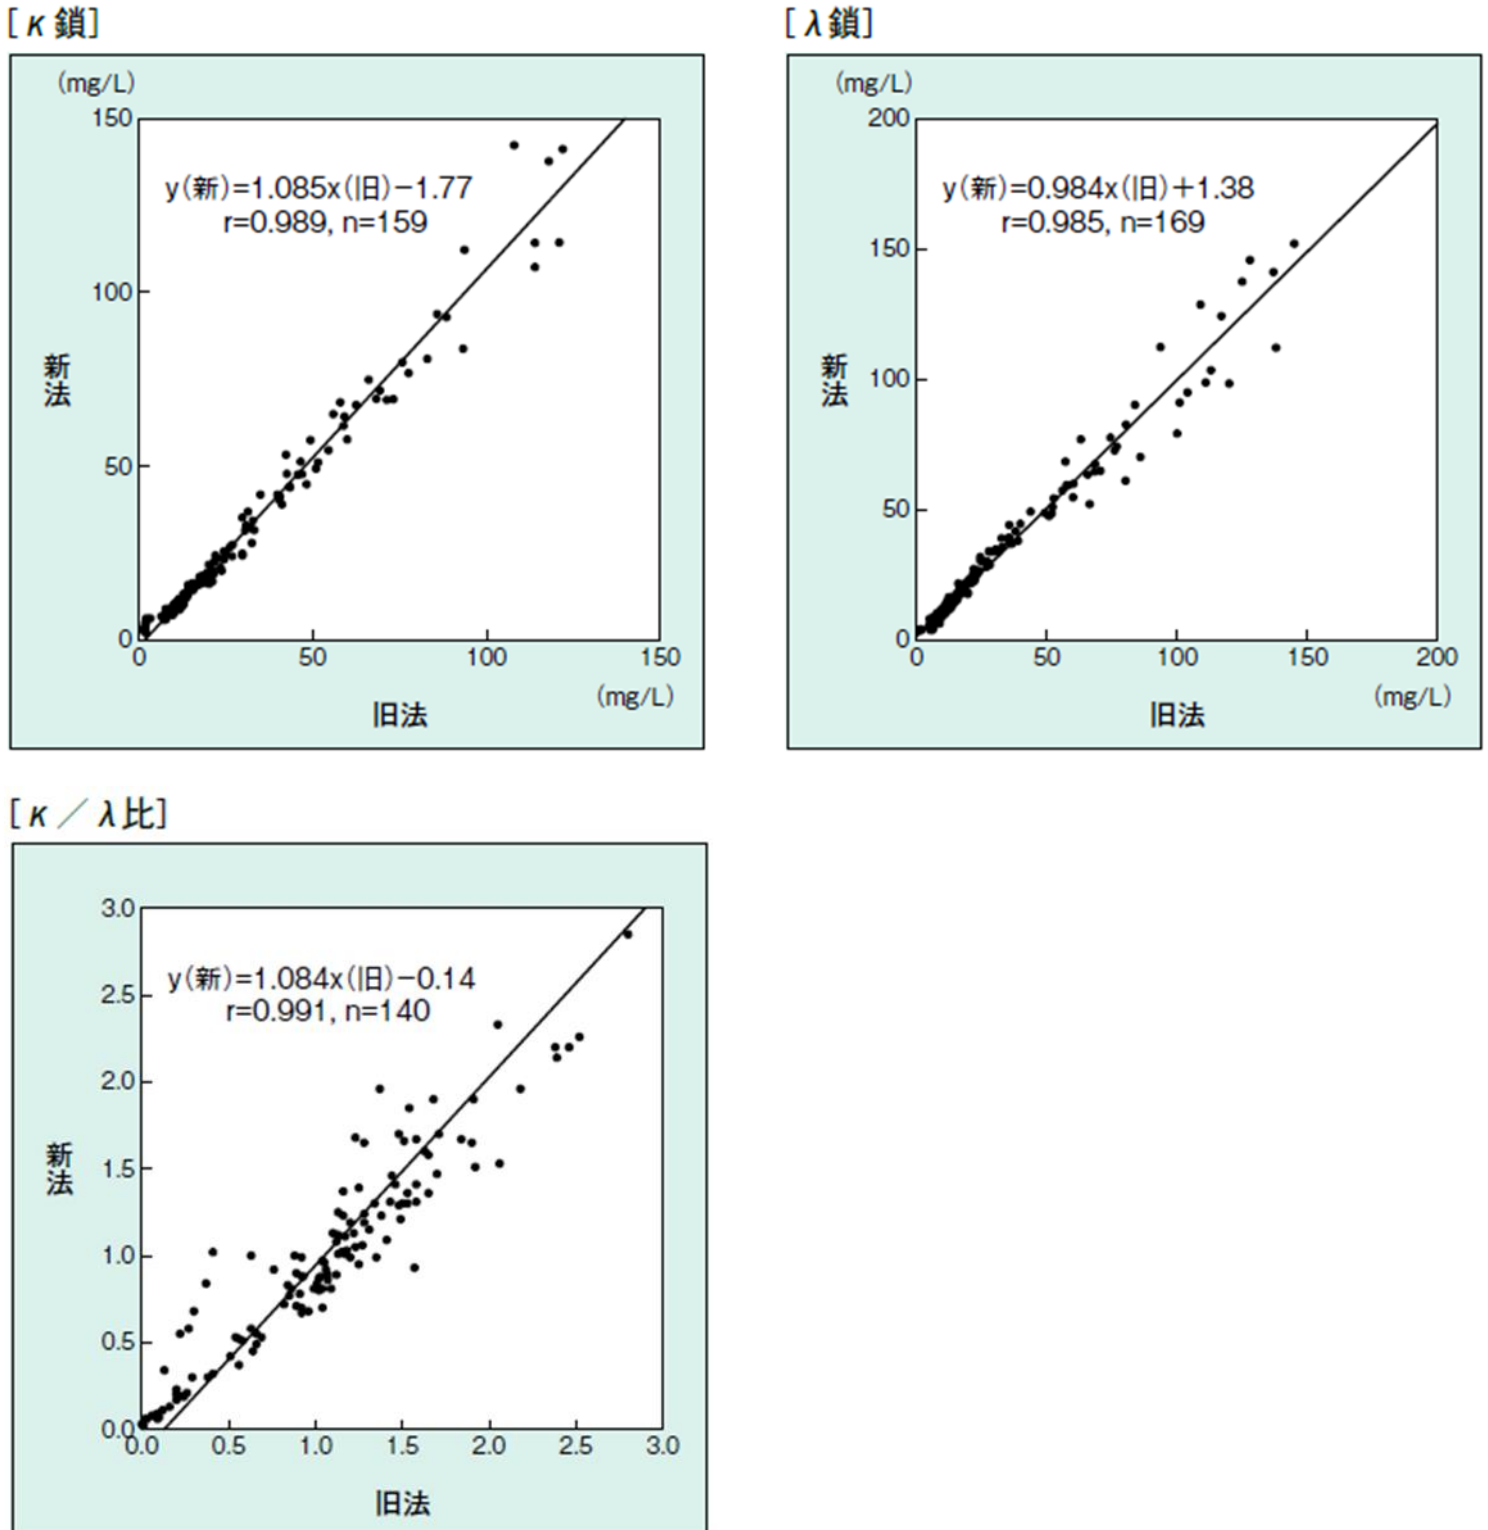 [κ鎖]
(mg/L)
150
y(新)=1.085x(旧)−1.77
r=0.989, n=159
100
新法
50
0
0 50 100 150
(mg/L)
旧法
[λ鎖]
(mg/L)
200
y(新)=0.984x(旧)+1.38
r=0.985, n=169
150
100
新法
50
0
0 50 100 150 200
(mg/L)
旧法
[κ/λ比]
3.0
y(新)=1.084x(旧)−0.14
2.5
r=0.991, n=140
2.0
新法
1.5
1.0
0.5
0.0
0.0 0.5 1.0 1.5 2.0 2.5 3.0
旧法